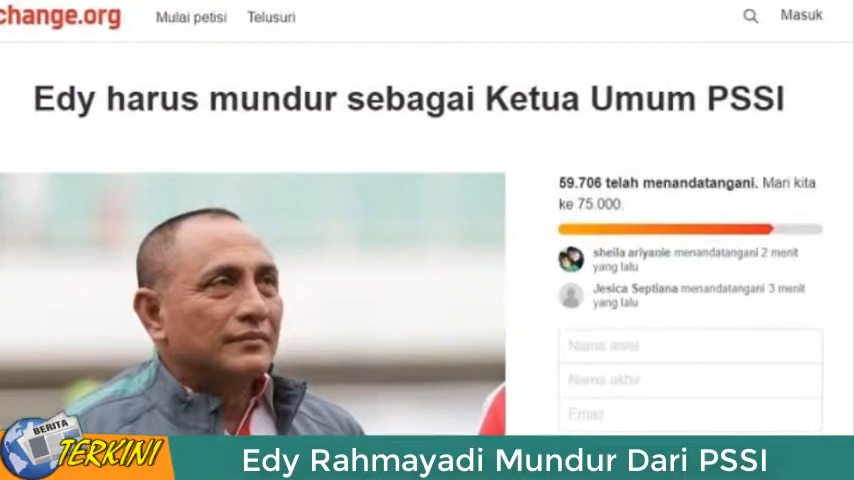 change.org Mulai petisi Telusuri Masuk
Edy harus mundur sebagai Ketua Umum PSSI
59.706 telah menandatangani. Mari kita
ke 75.000.
sheila ariyanie menandatangani 2 menit
yang lalu
Jesica Septiana menandatangani 3 menit
yang lalu
Nama awal
Nama akhir
Email
BERITA
TERKINI
Edy Rahmayadi Mundur Dari PSSI